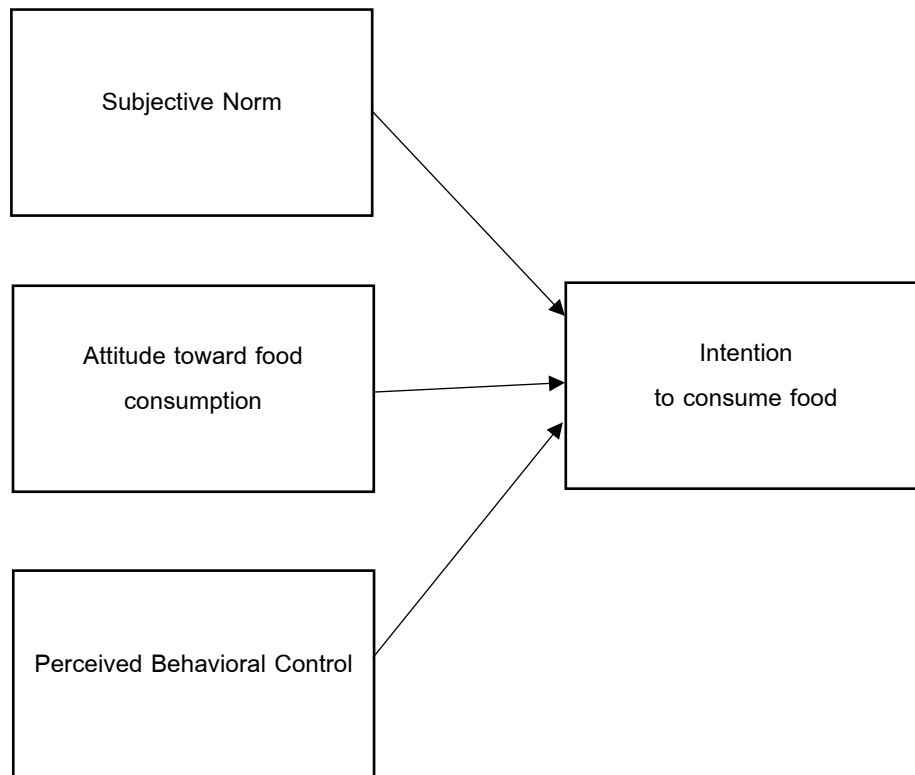 Subjective Norm
Attitude toward food
consumption
Intention
to consume food
Perceived Behavioral Control